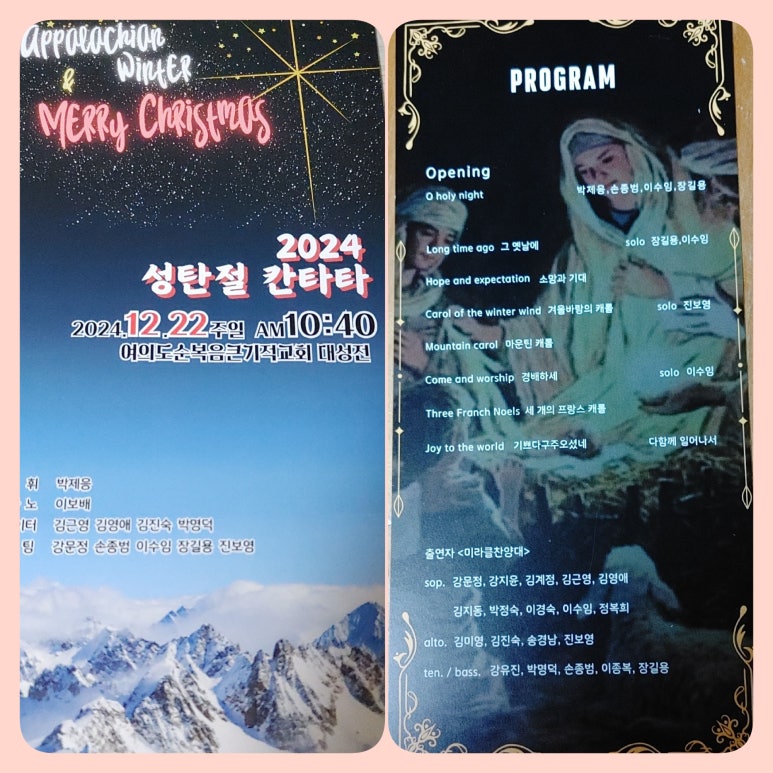 Appalachian
Winter
&
Merry Christmas
2024
성탄절 칸타타
2024.12.22주일 AM10:40
여의도순복음큰기적교회 대성전
휘 박제응
노 이보배
이터 김근영 김영애 김진숙 박명덕
팅 강문정 손종범 이수임 장길용 진보영
PROGRAM
Opening
O holy night 박제응,손종범,이수임,장길용
Long time ago 그 옛날에 solo 장길용,이수임
Hope and expectation 소망과 기대
Carol of the winter wind 겨울바람의 캐롤 solo 진보영
Mountain carol 마운틴 캐롤
Come and worship 경배하세 solo 이수임
Three Franch Noels 세 개의 프랑스 캐롤
Joy to the world 기쁘다구주오셨네 다함께 일어나서
출연자 <미라클찬양대>
sop. 강문정, 강지윤, 김계정, 김근영, 김영애
김지동, 박정숙, 이경숙, 이수임, 정복희
alto. 김미영, 김진숙, 송경남, 진보영
ten. / bass. 강유진, 박명덕, 손종범, 이종복, 장길용